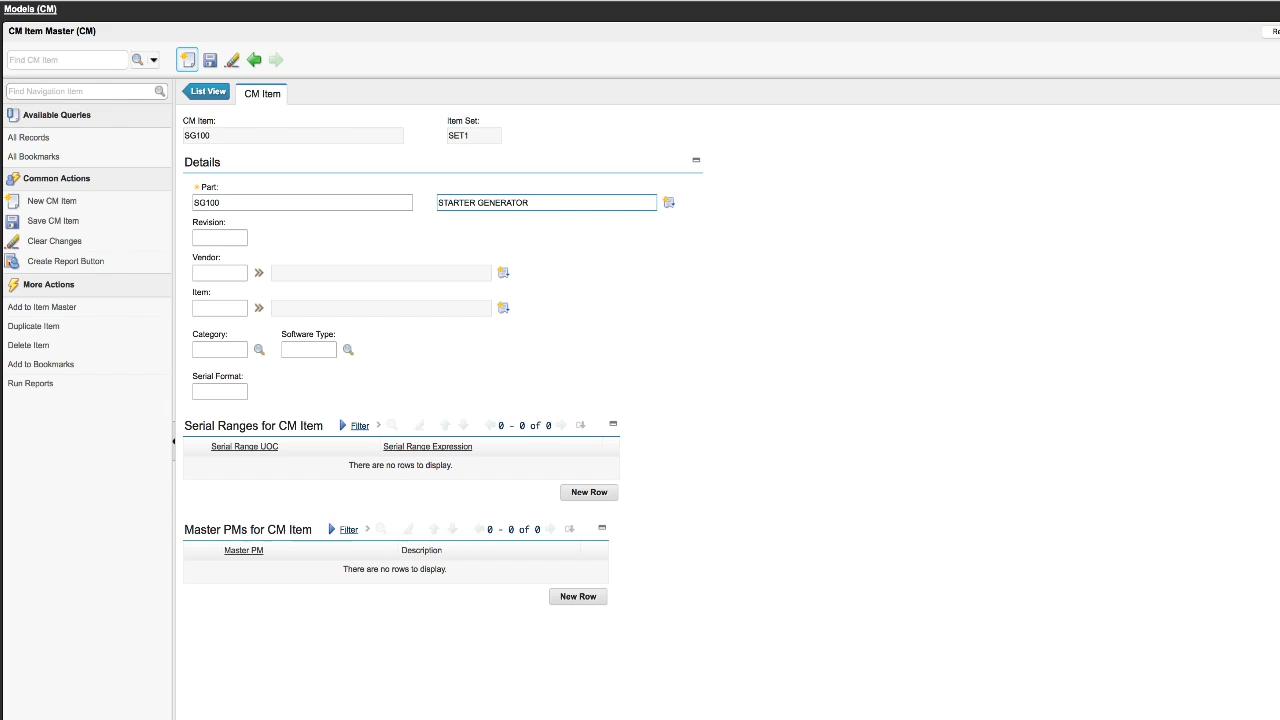 Models (CM)
CM Item Master (CM)
Find CM Item
Find Navigation Item
Available Queries
All Records
All Bookmarks
Common Actions
New CM Item
Save CM Item
Clear Changes
Create Report Button
More Actions
Add to Item Master
Duplicate Item
Delete Item
Add to Bookmarks
Run Reports
List View CM Item
CM Item: Item Set:
SG100 SET1
Details
* Part:
SG100 STARTER GENERATOR
Revision:
Vendor:
Item:
Category: Software Type:
Serial Format:
Serial Ranges for CM Item Filter 0 - 0 of 0
Serial Range UOC Serial Range Expression
There are no rows to display.
New Row
Master PMs for CM Item Filter 0 - 0 of 0
Master PM Description
There are no rows to display.
New Row